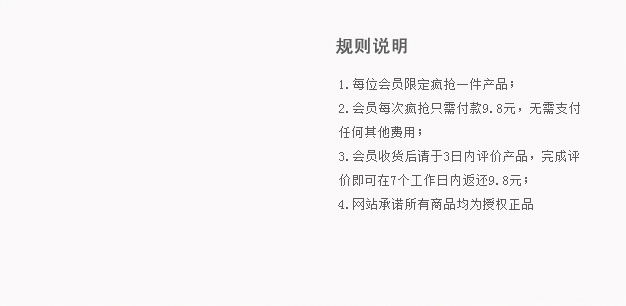 规则说明
1.每位会员限定疯抢一件产品；
2.会员每次疯抢只需付款9.8元，无需支付
任何其他费用；
3.会员收货后请于3日内评价产品，完成评
价即可在7个工作日内返还9.8元；
4.网站承诺所有商品均为授权正品